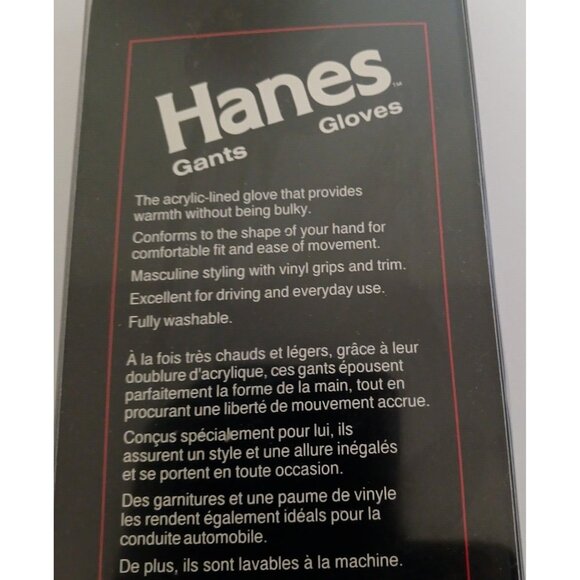 Hanes™
Gants Gloves
The acrylic-lined glove that provides
warmth without being bulky.
Conforms to the shape of your hand for
comfortable fit and ease of movement.
Masculine styling with vinyl grips and trim.
Excellent for driving and everyday use.
Fully washable.
À la fois très chauds et légers, grâce à leur
doublure d'acrylique, ces gants épousent
parfaitement la forme de la main, tout en
procurant une liberté de mouvement accrue.
Conçus spécialement pour lui, ils
assurent un style et une allure inégalés
et se portent en toute occasion.
Des garnitures et une paume de vinyle
les rendent également idéals pour la
conduite automobile.
De plus, ils sont lavables à la machine.